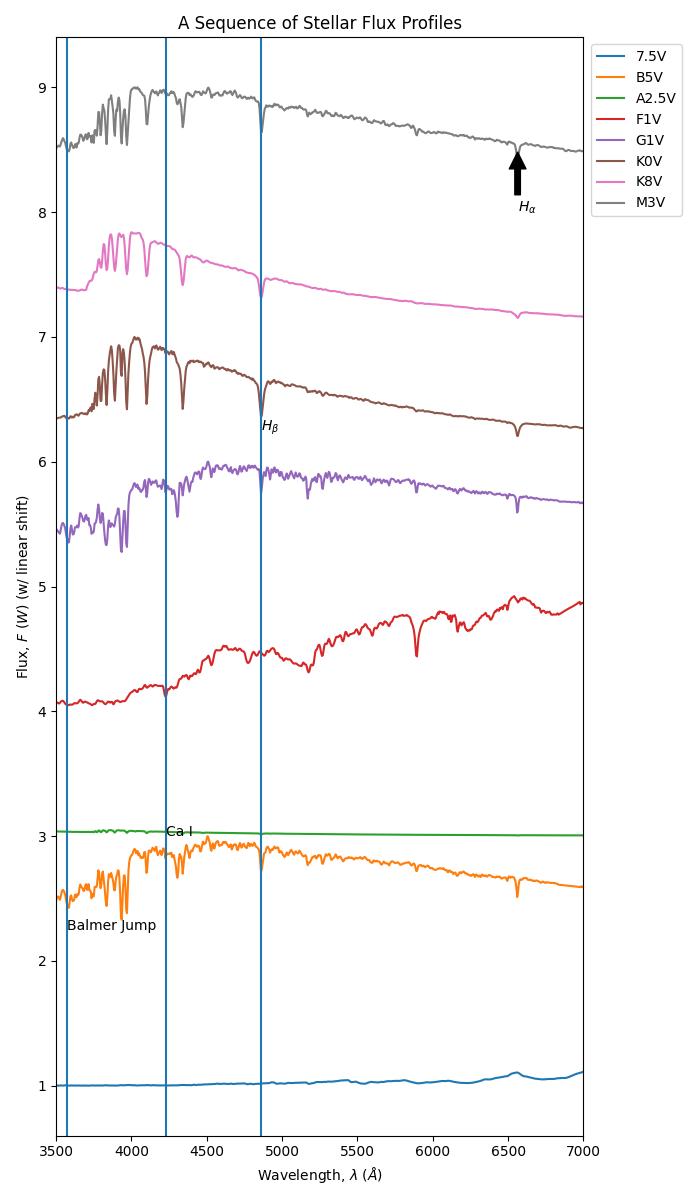 A Sequence of Stellar Flux Profiles
7.5V
B5V
A2.5V
F1V
G1V
K0V
K8V
M3V
Flux, F (W) (w/ linear shift)
9
8
7
6
5
4
3
2
1
Hα
Hβ
Ca I
Balmer Jump
3500 4000 4500 5000 5500 6000 6500 7000
Wavelength, λ (Å)